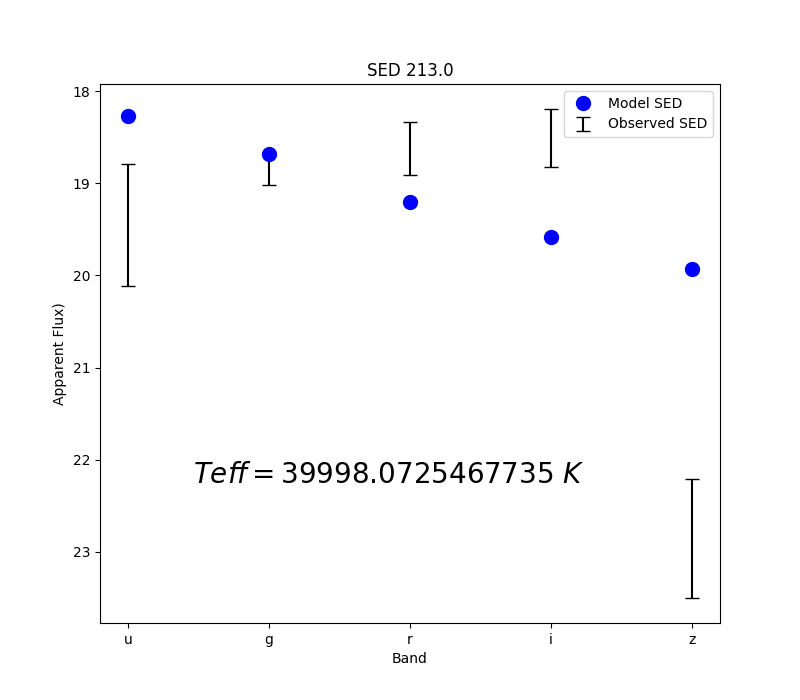 SED 213.0
Model SED
Observed SED
18
19
20
21
22
23
Apparent Flux)
Teff = 39998.0725467735 K
u g r i z
Band